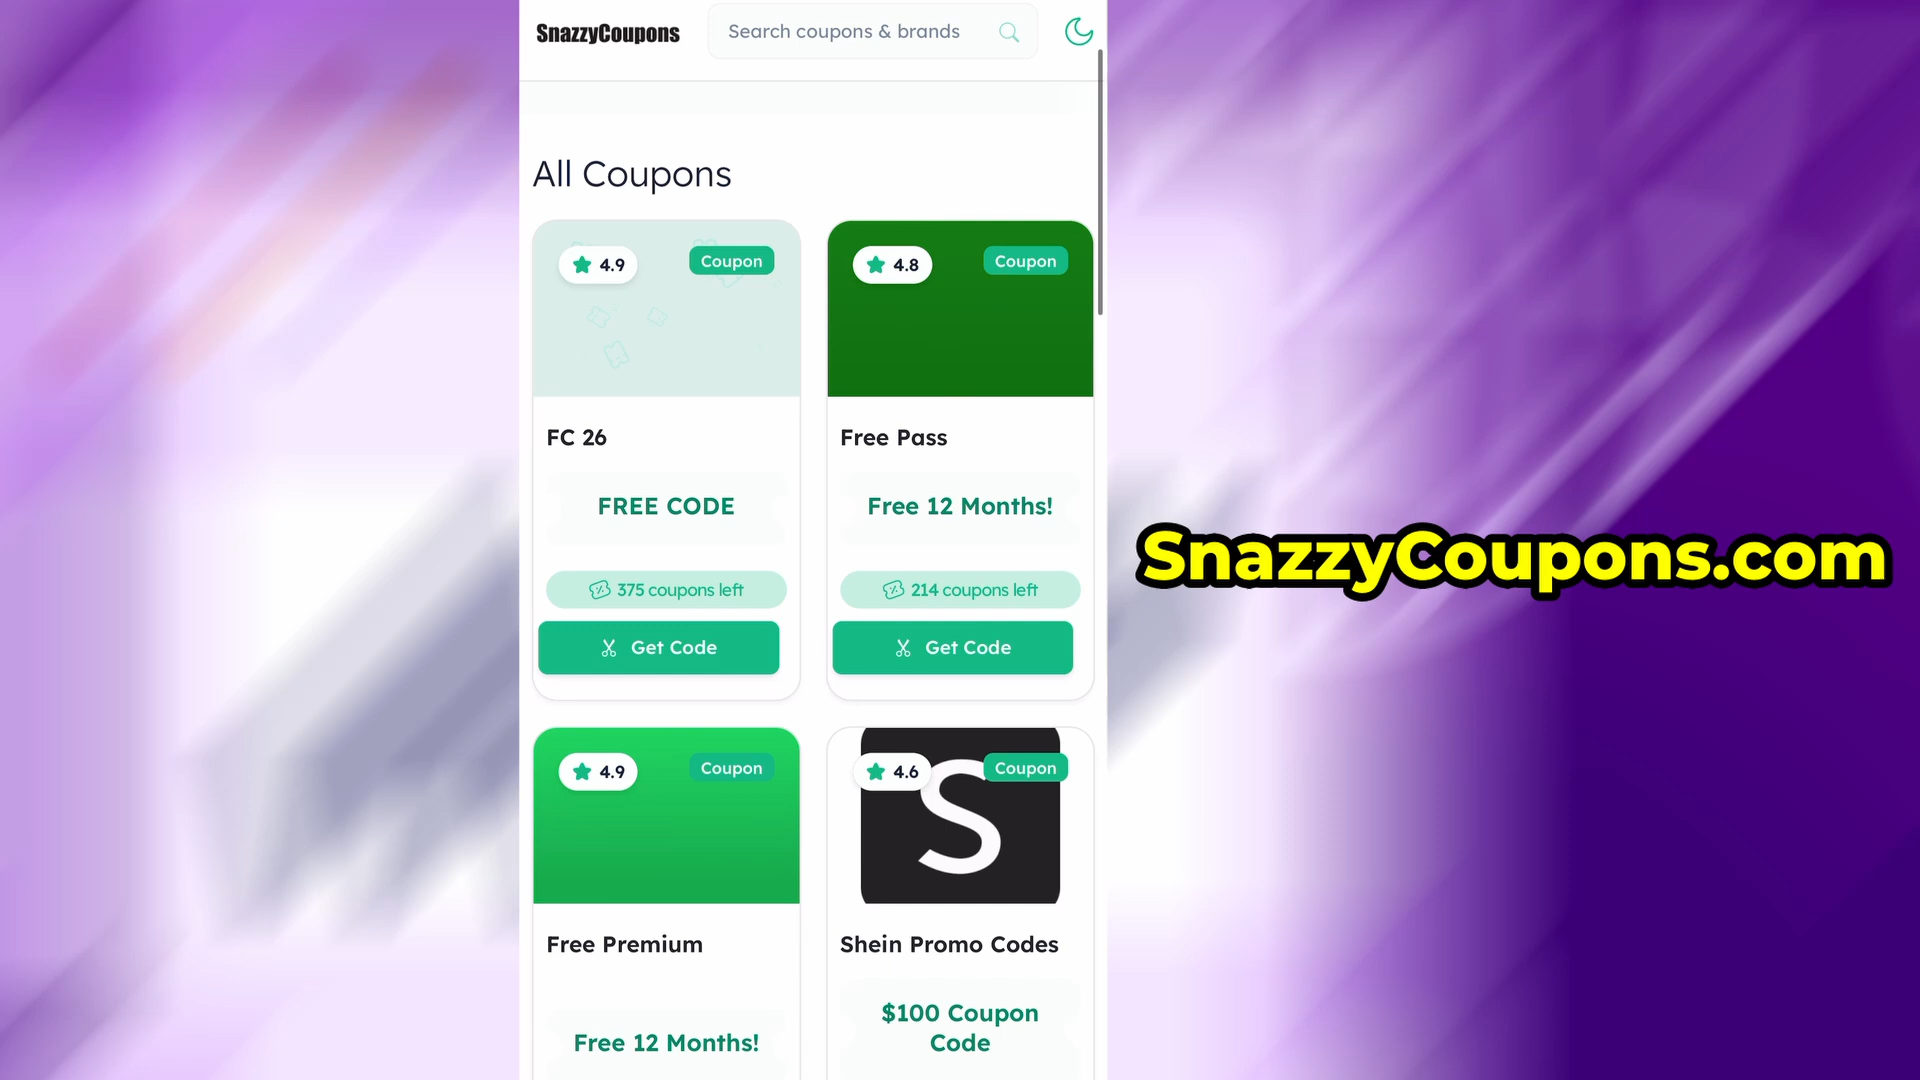 SnazzyCoupons
Search coupons & brands
All Coupons
4.9
Coupon
FC 26
FREE CODE
375 coupons left
Get Code
4.8
Coupon
Free Pass
Free 12 Months!
214 coupons left
Get Code
SnazzyCoupons.com
4.9
Coupon
Free Premium
Free 12 Months!
4.6
Coupon
S
Shein Promo Codes
$100 Coupon
Code